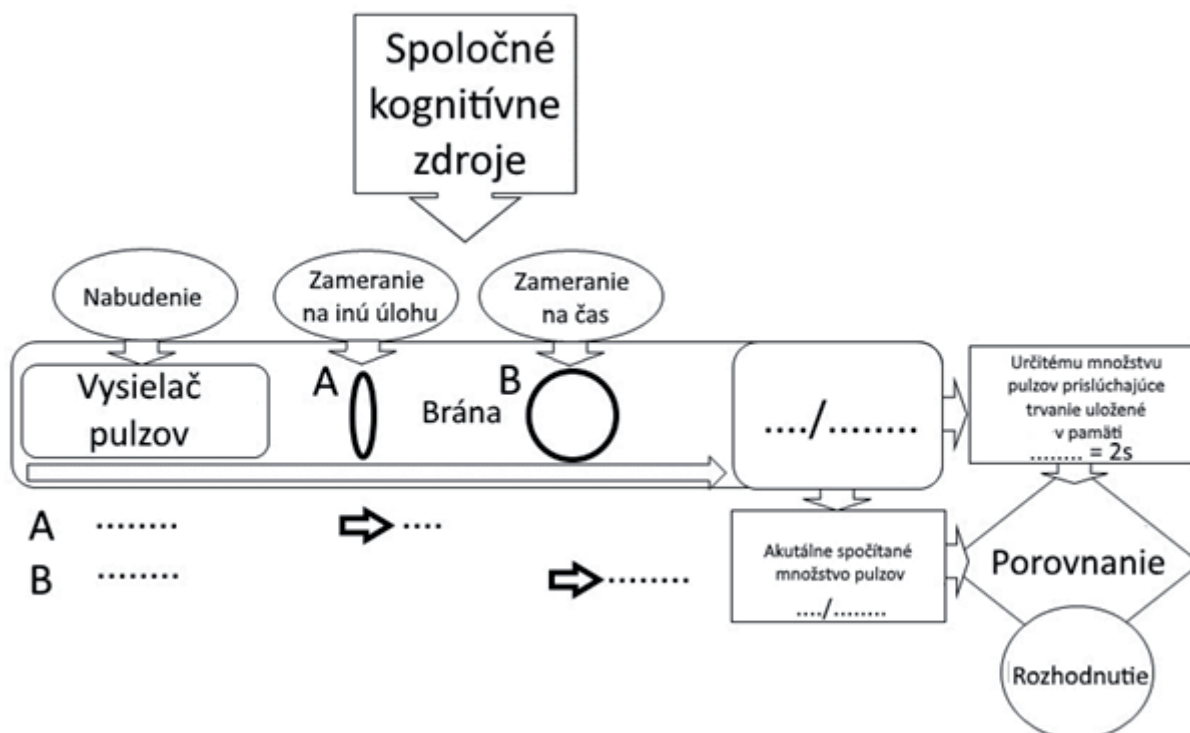 Spoločné
kognitívne
zdroje
Nabudenie
Zameranie
na inú úlohu
Zameranie
na čas
Vysielač
pulzov
A
Brána
B
..../........
Určitému množstvu
pulzov prislúchajúce
trvanie uložené
v pamäti
........ = 2s
A ........ ....
B ........ ........
Akutálne spočítané
množstvo pulzov
..../........
Porovnanie
Rozhodnutie